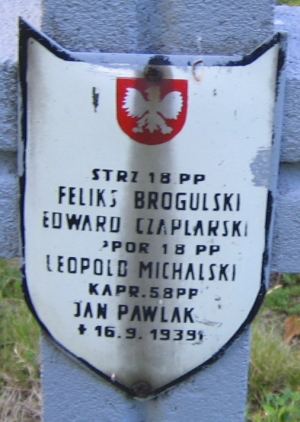 STRZ 18 PP
FELIKS BROGULSKI
EDWARD CZAPLARSKI
PPOR 18 PP
LEOPOLD MICHALSKI
KAPR. 58 PP
JAN PAWLAK
+ 16.9.1939r